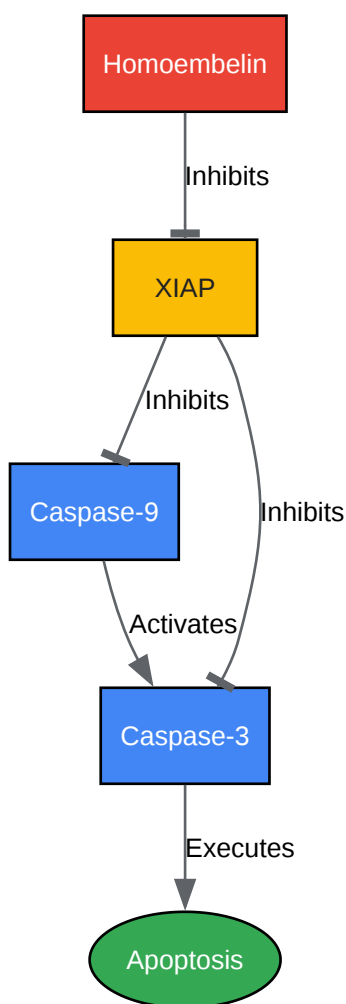 Homoembelin
Inhibits
XIAP
Inhibits
Caspase-9
Inhibits
Activates
Caspase-3
Executes
Apoptosis